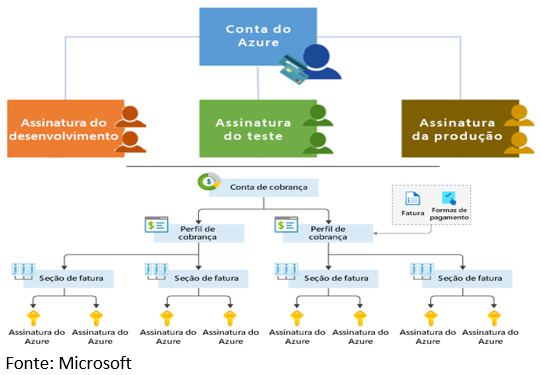 Conta do
Azure
Assinatura do
desenvolvimento
Assinatura
do teste
Assinatura
da produção
Conta de cobrança
Perfil de
cobrança
Perfil de
cobrança
Fatura
Formas de
pagamento
Seção de fatura
Seção de fatura
Seção de fatura
Seção de fatura
Assinatura do
Azure
Assinatura do
Azure
Assinatura do
Azure
Assinatura do
Azure
Assinatura do
Azure
Assinatura do
Azure
Assinatura do
Azure
Assinatura do
Azure
Fonte: Microsoft